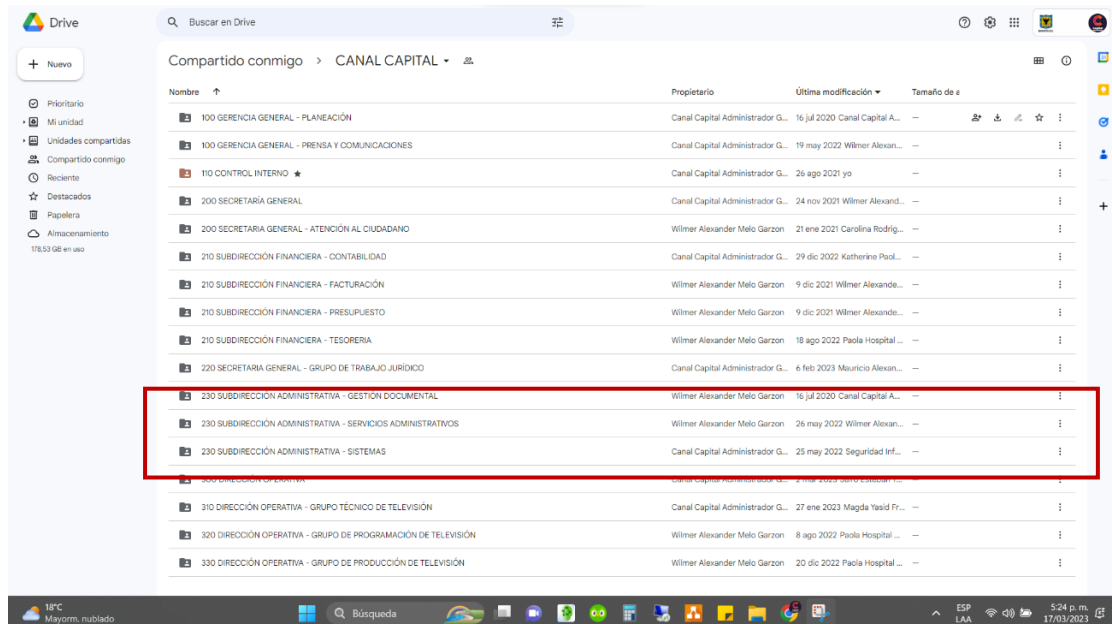 Drive
Buscar en Drive
Nuevo
Compartido conmigo > CANAL CAPITAL
Nombre Propietario Última modificación Tamaño de a
Prioritario
Mi unidad
Unidades compartidas
Compartido conmigo
Reciente
Destacados
Papelera
Almacenamiento
178,53 GB en uso
100 GERENCIA GENERAL - PLANEACIÓN Canal Capital Administrador G... 16 jul 2020 Canal Capital A... —
100 GERENCIA GENERAL - PRENSA Y COMUNICACIONES Canal Capital Administrador G... 19 may 2022 Wilmer Alexan... —
110 CONTROL INTERNO Canal Capital Administrador G... 26 ago 2021 yo —
200 SECRETARÍA GENERAL Canal Capital Administrador G... 24 nov 2021 Wilmer Alexand... —
200 SECRETARIA GENERAL - ATENCIÓN AL CIUDADANO Wilmer Alexander Melo Garzon 21 ene 2021 Carolina Rodrig... —
210 SUBDIRECCIÓN FINANCIERA - CONTABILIDAD Canal Capital Administrador G... 29 dic 2022 Katherine Paol... —
210 SUBDIRECCIÓN FINANCIERA - FACTURACIÓN Wilmer Alexander Melo Garzon 9 dic 2021 Wilmer Alexande... —
210 SUBDIRECCIÓN FINANCIERA - PRESUPUESTO Wilmer Alexander Melo Garzon 9 dic 2021 Wilmer Alexande... —
210 SUBDIRECCIÓN FINANCIERA - TESORERIA Wilmer Alexander Melo Garzon 18 ago 2022 Paola Hospital ... —
220 SECRETARIA GENERAL - GRUPO DE TRABAJO JURÍDICO Canal Capital Administrador G... 6 feb 2023 Mauricio Alexan... —
230 SUBDIRECCIÓN ADMINISTRATIVA - GESTIÓN DOCUMENTAL Wilmer Alexander Melo Garzon 16 jul 2020 Canal Capital A... —
230 SUBDIRECCIÓN ADMINISTRATIVA - SERVICIOS ADMINISTRATIVOS Wilmer Alexander Melo Garzon 26 may 2022 Wilmer Alexan... —
230 SUBDIRECCIÓN ADMINISTRATIVA - SISTEMAS Canal Capital Administrador G... 25 may 2022 Seguridad Inf... —
300 DIRECCIÓN OPERATIVA Canal Capital Administrador G... 2 mar 2023
310 DIRECCIÓN OPERATIVA - GRUPO TÉCNICO DE TELEVISIÓN Canal Capital Administrador G... 27 ene 2023 Magda Yasid Fr... —
320 DIRECCIÓN OPERATIVA - GRUPO DE PROGRAMACIÓN DE TELEVISIÓN Wilmer Alexander Melo Garzon 8 ago 2022 Paola Hospital ... —
330 DIRECCIÓN OPERATIVA - GRUPO DE PRODUCCIÓN DE TELEVISIÓN Wilmer Alexander Melo Garzon 20 dic 2022 Paola Hospital ... —
18°C
Mayorm. nublado
Búsqueda
ESP
LAA
5:24 p. m.
17/03/2023